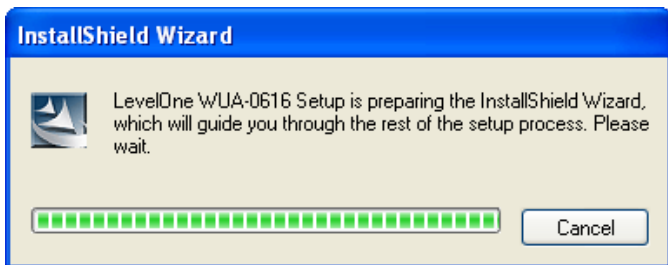 InstallShield Wizard
LevelOne WUA-0616 Setup is preparing the InstallShield Wizard,
which will guide you through the rest of the setup process. Please
wait.
Cancel